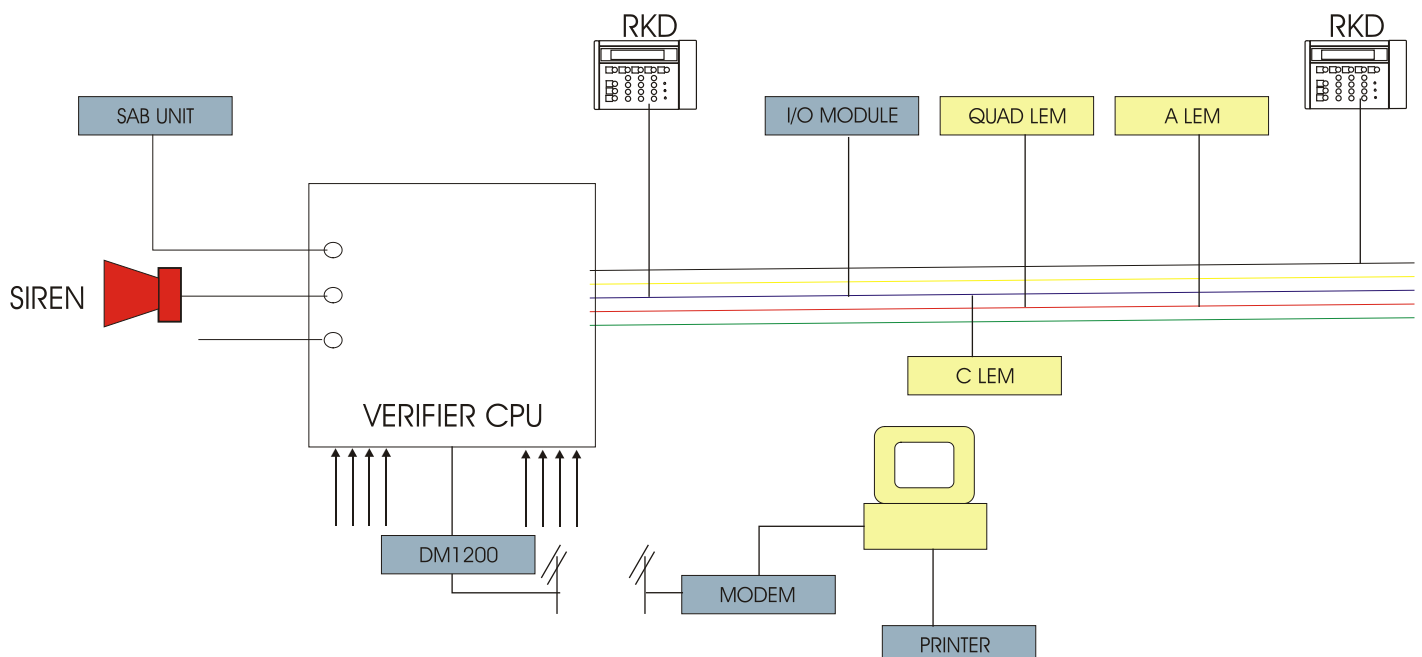 RKD
RKD
SAB UNIT
I/O MODULE
QUAD LEM
A LEM
SIREN
C LEM
VERIFIER CPU
DM1200
MODEM
PRINTER